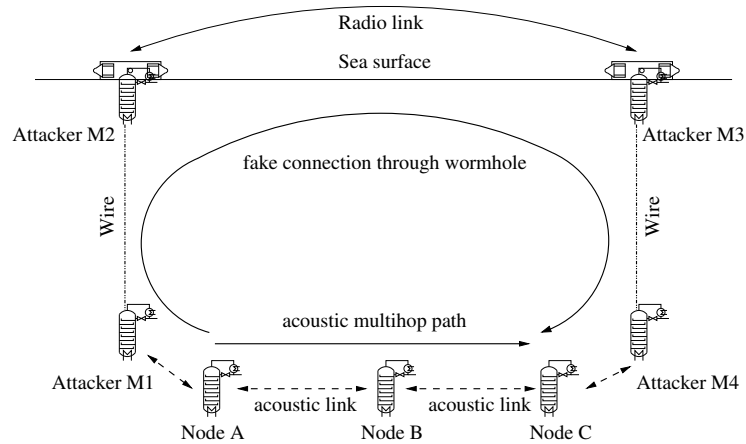 Radio link
Sea surface
Attacker M2
Attacker M3
fake connection through wormhole
Wire
Wire
acoustic multihop path
Attacker M1
Attacker M4
acoustic link
acoustic link
Node A
Node B
Node C